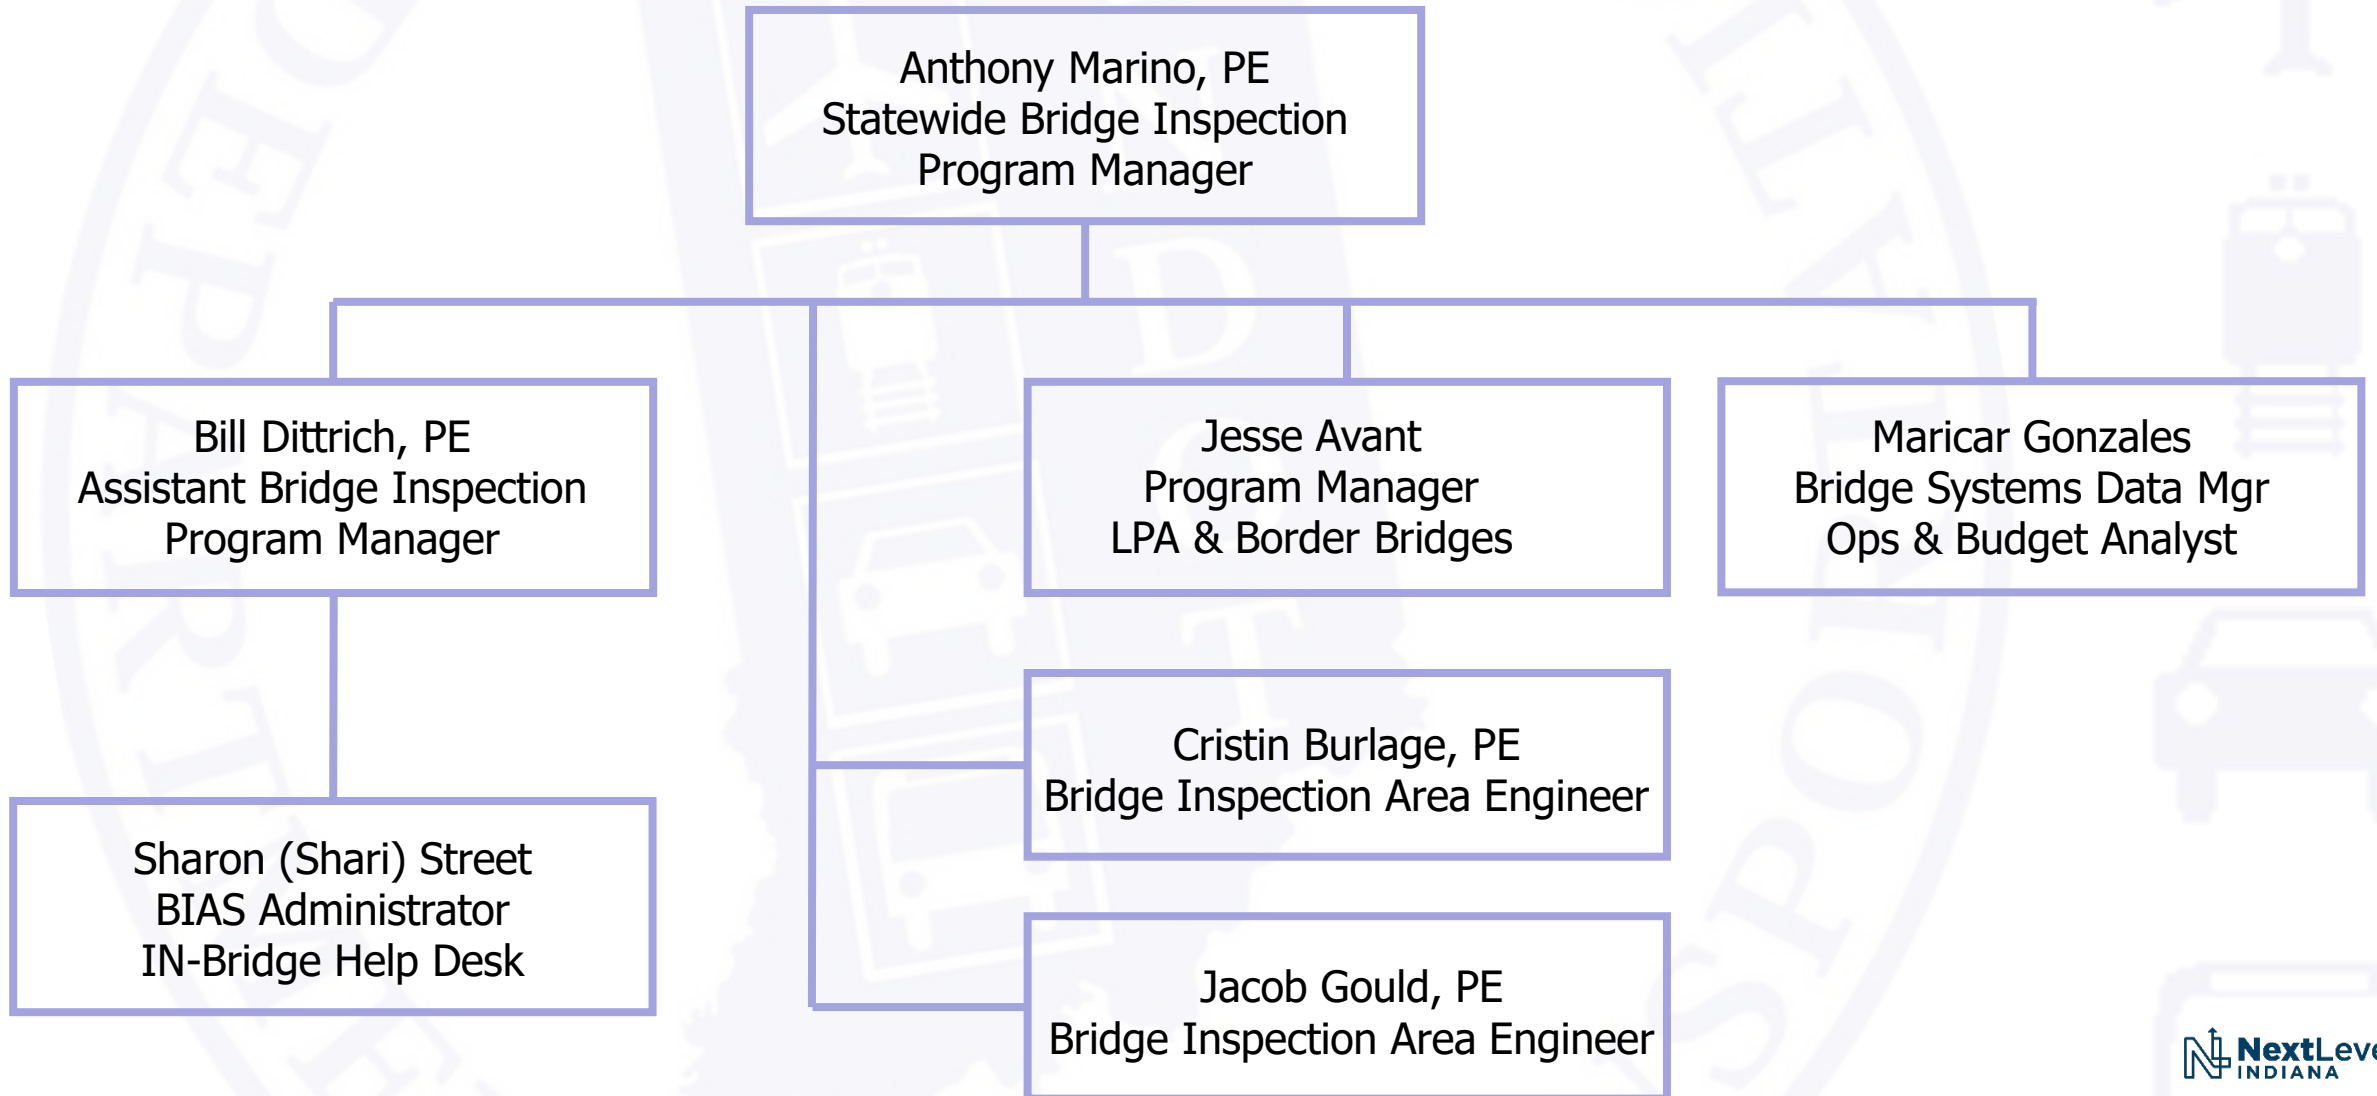 Anthony Marino, PE
Statewide Bridge Inspection
Program Manager
Bill Dittrich, PE
Assistant Bridge Inspection
Program Manager
Jesse Avant
Program Manager
LPA & Border Bridges
Maricar Gonzales
Bridge Systems Data Mgr
Ops & Budget Analyst
Cristin Burlage, PE
Bridge Inspection Area Engineer
Sharon (Shari) Street
BIAS Administrator
IN-Bridge Help Desk
Jacob Gould, PE
Bridge Inspection Area Engineer
NextLeve
INDIANA